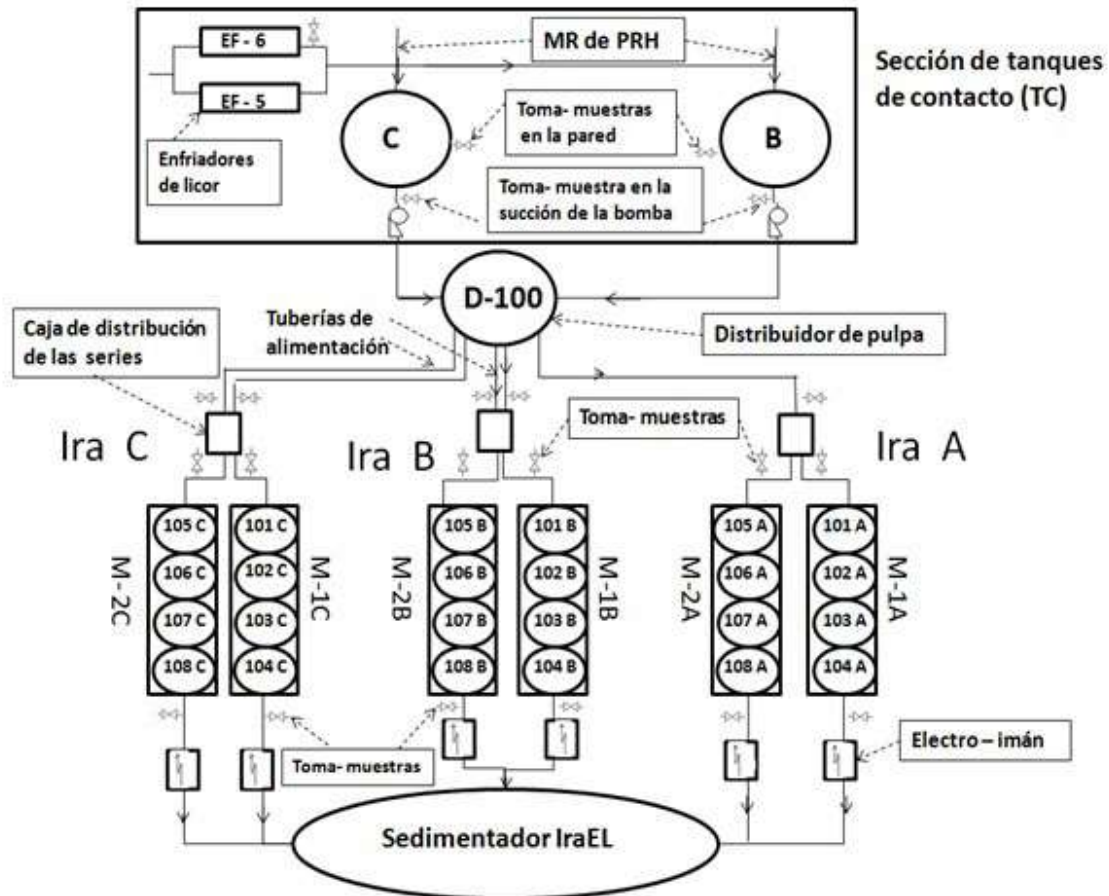 EF - 6
MR de PRH
Sección de tanques
de contacto (TC)
EF - 5
C
Toma- muestras
en la pared
B
Enfriadores
de licor
Toma- muestra en la
succión de la bomba
D-100
Caja de distribución
de las series
Tuberías de
alimentación
Distribuidor de pulpa
Ira C
Ira B
Toma- muestras
Ira A
M-2C
105 C
106 C
107 C
108 C
101 C
102 C
103 C
104 C
M-1C
M-2B
105 B
106 B
107 B
108 B
101 B
102 B
103 B
104 B
M-1B
M-2A
105 A
106 A
107 A
108 A
101 A
102 A
103 A
104 A
M-1A
Toma- muestras
Electro – imán
Sedimentador IraEL